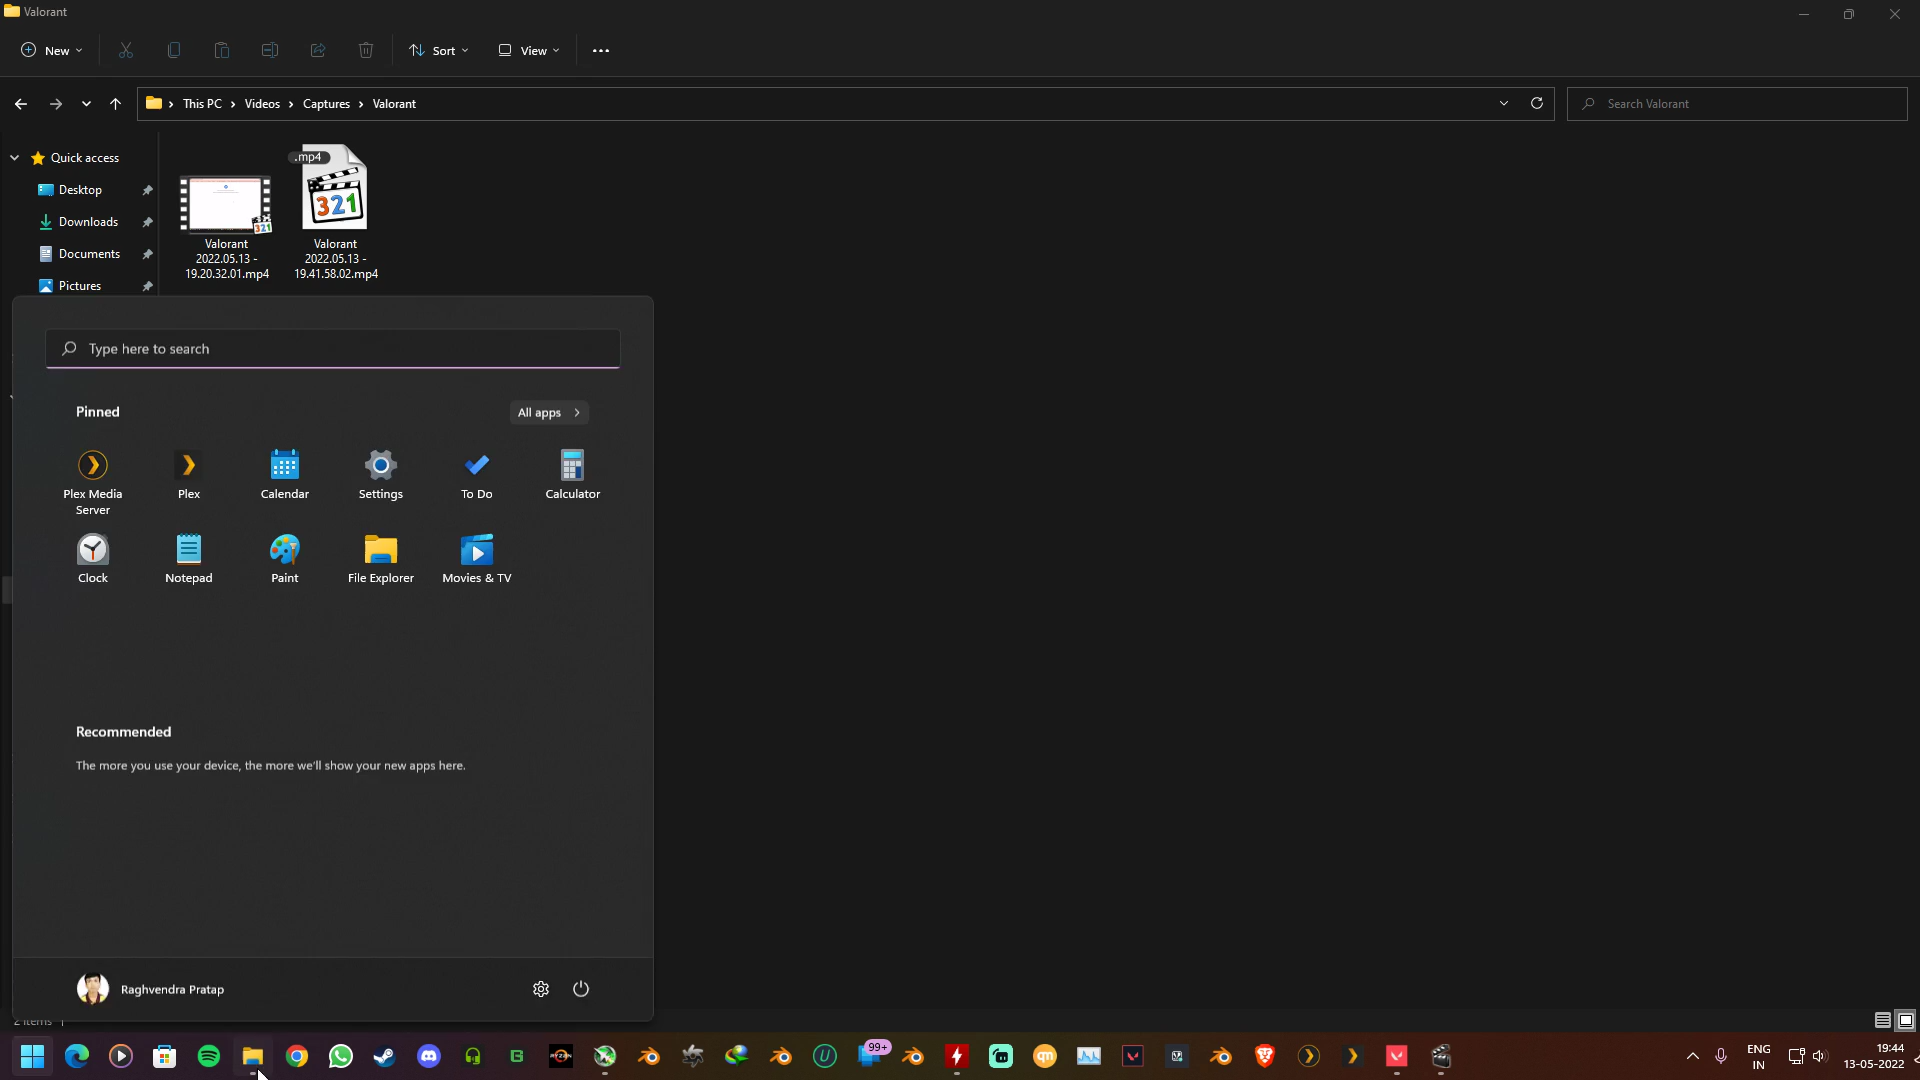 Valorant
New
Sort
View
This PC
Videos
Captures
Valorant
Search Valorant
Quick access
Desktop
Downloads
Documents
Pictures
.mp4
321
321
Valorant
2022.05.13 -
19.20.32.01.mp4
Valorant
2022.05.13 -
19.41.58.02.mp4
Type here to search
Pinned
All apps
Plex Media
Server
Plex
Calendar
Settings
To Do
Calculator
Clock
Notepad
Paint
File Explorer
Movies & TV
Recommended
The more you use your device, the more we'll show your new apps here.
Raghvendra Pratap
2 items
RYZEN
99+
qm
ENG
IN
19:44
13-05-2022